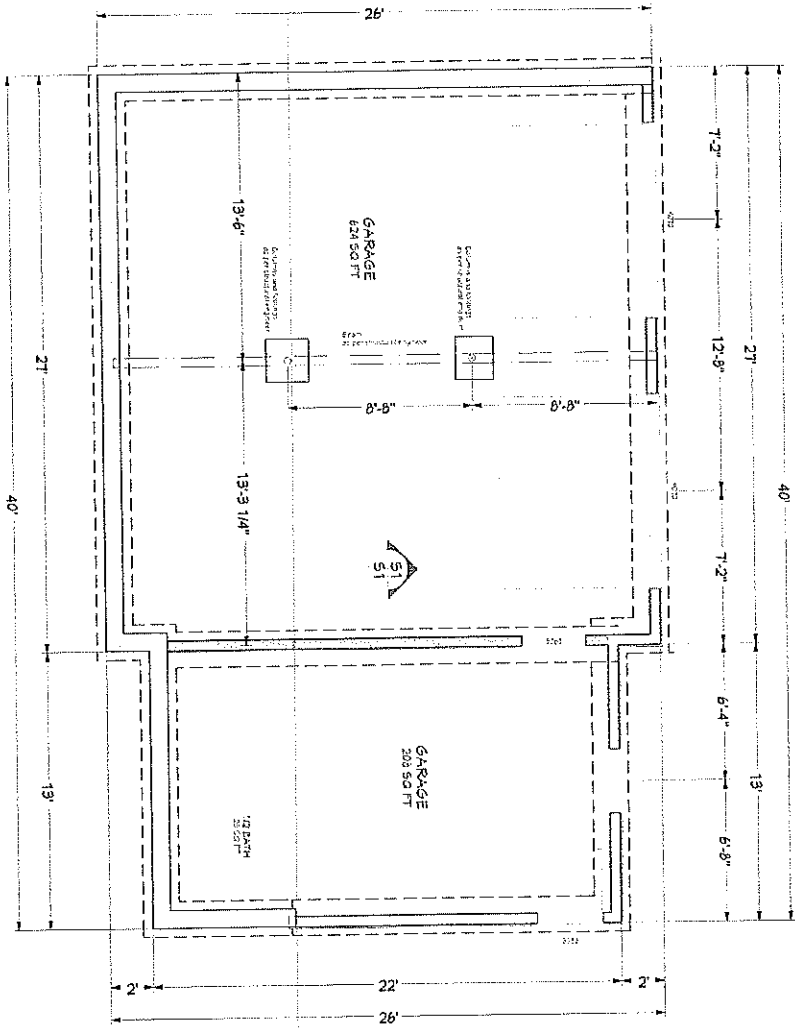 26'
40'
27'
7'-2"
12'-8"
7'-2"
13'
6'-4"
6'-8"
GARAGE
624 SQ FT
13'-6"
13'-3 1/4"
8'-8"
8'-8"
Beam
S1
S1
GARAGE
208 SQ FT
1/2 BATH
27'
13'
40'
2'
22'
2'
26'